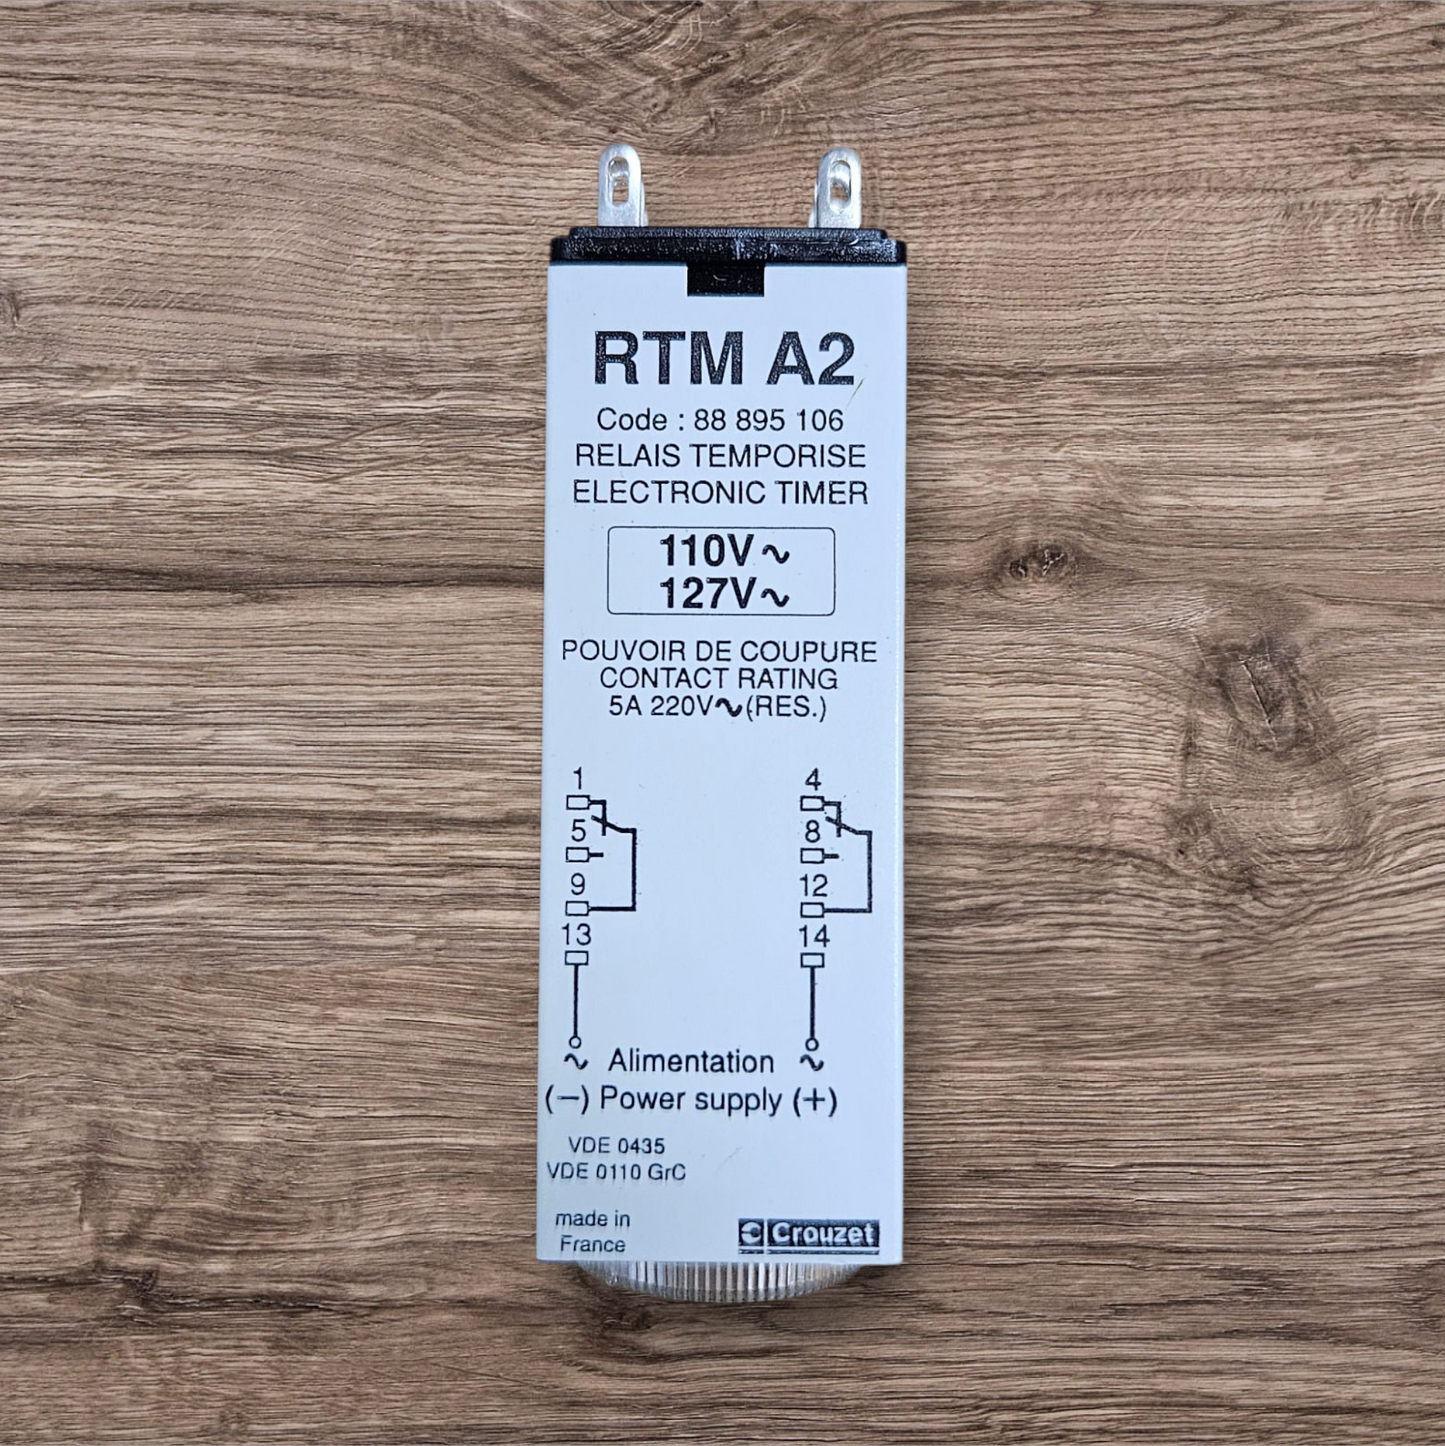 RTM A2
Code : 88 895 106
RELAIS TEMPORISE
ELECTRONIC TIMER
110V~
127V~
POUVOIR DE COUPURE
CONTACT RATING
5A 220V~(RES.)
1 4
5 8
9 12
13 14
~ Alimentation ~
(−) Power supply (+)
VDE 0435
VDE 0110 GrC
made in
France
Crouzet